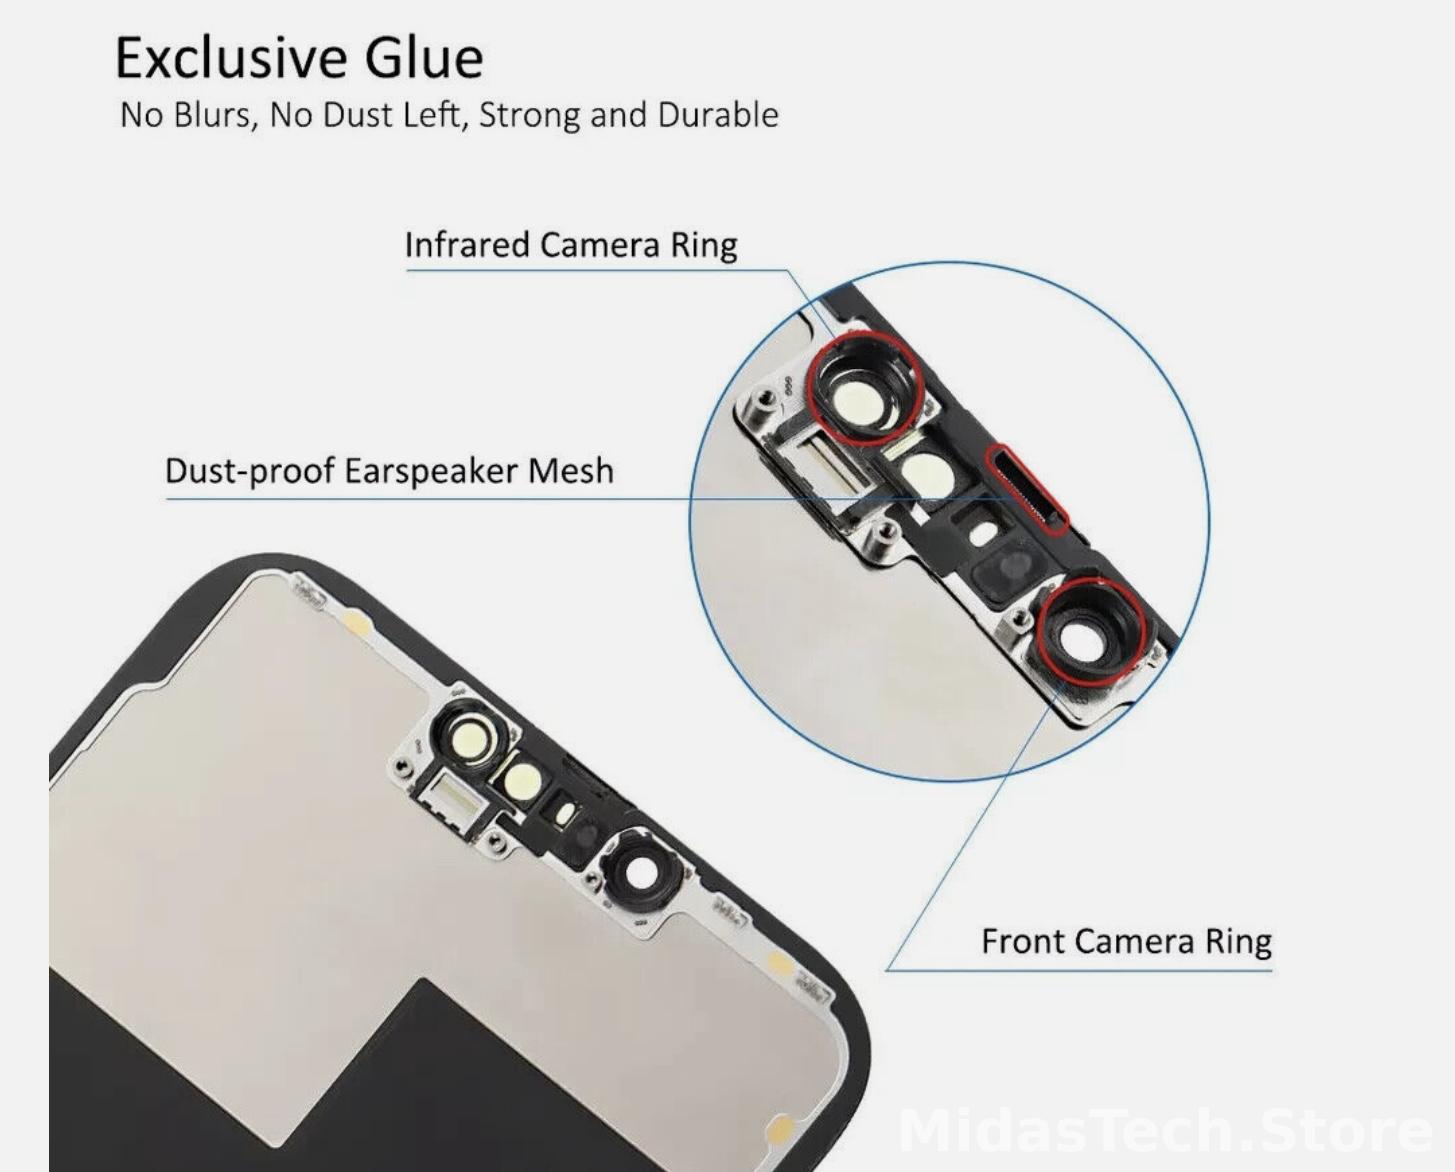 Exclusive Glue
No Blurs, No Dust Left, Strong and Durable
Infrared Camera Ring
Dust-proof Earspeaker Mesh
Front Camera Ring
MidasTech.Store